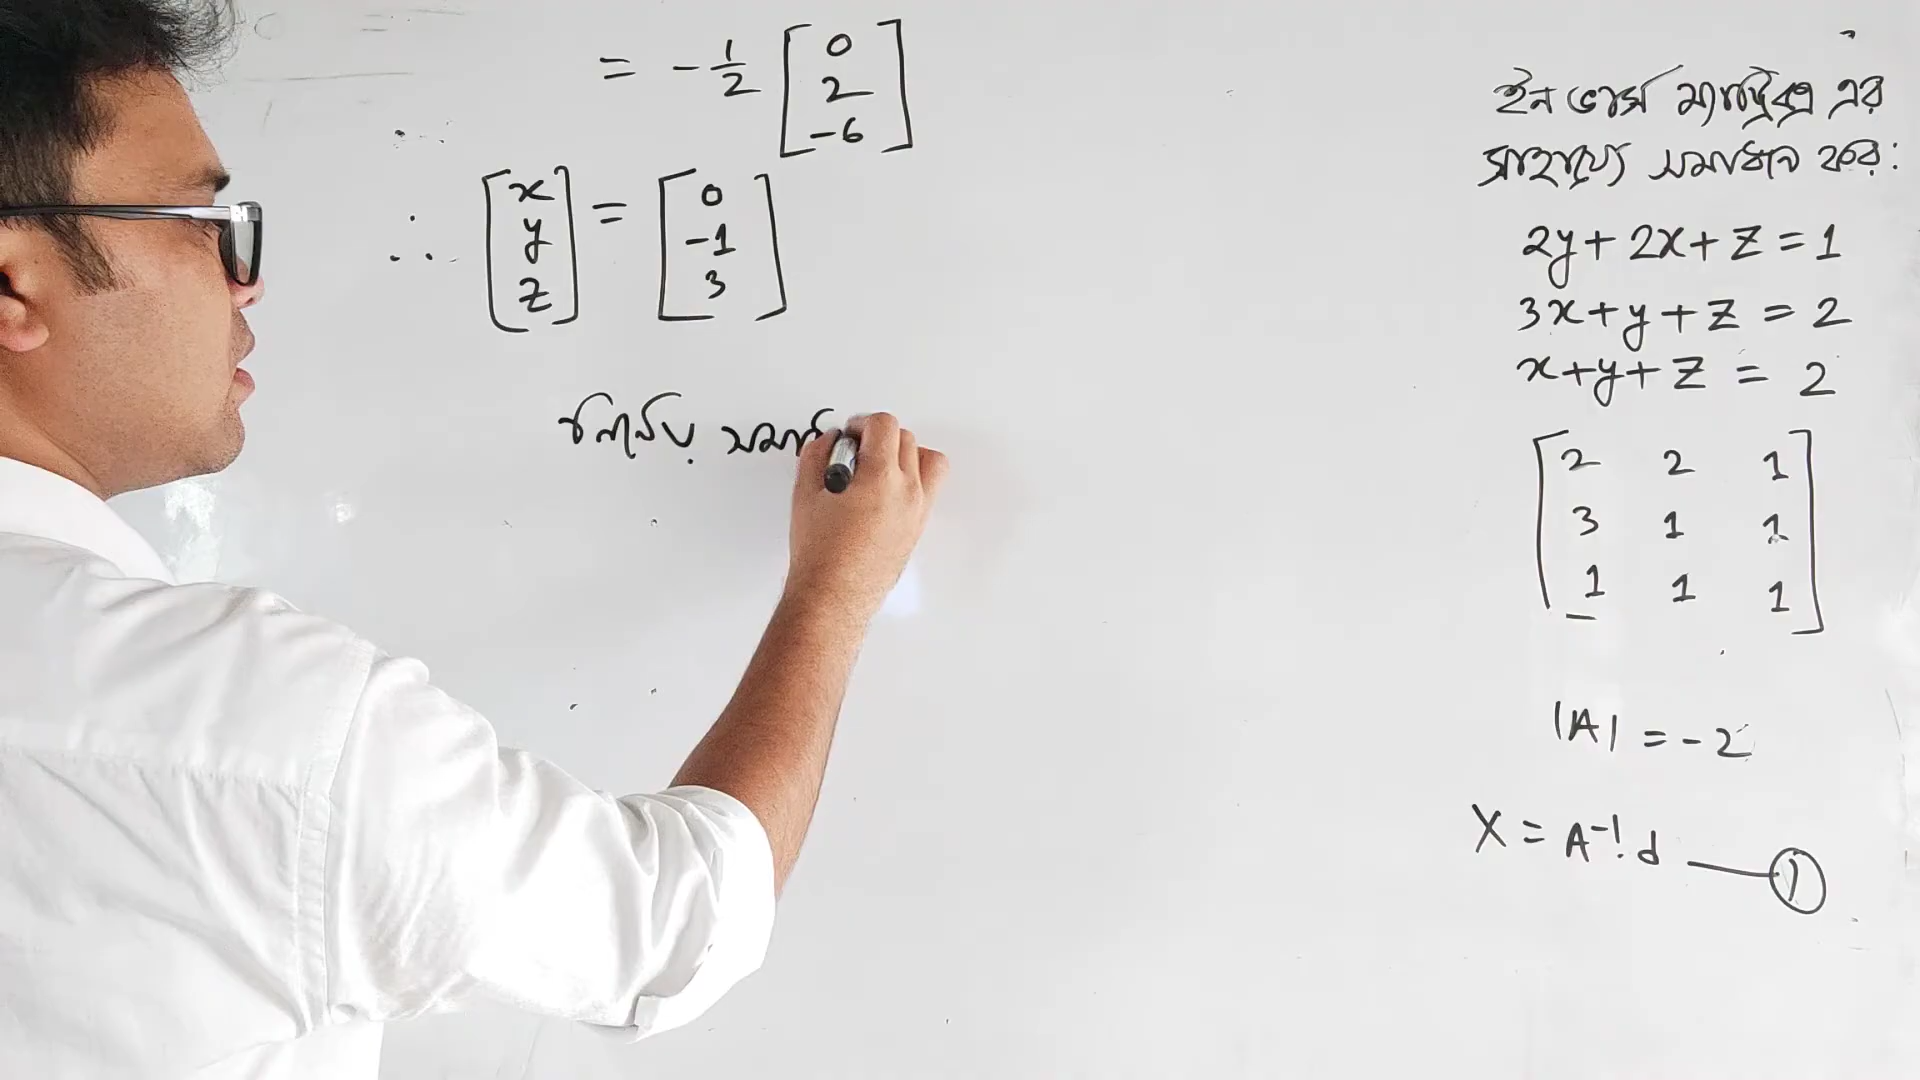 = -1/2 [0 2 -6]
∴ [x y z] = [0 -1 3]
নির্ণেয়
ইনভার্স ম্যাট্রিক্স এর
সাহায্যে সমাধান কর:
2y + 2x + z = 1
3x + y + z = 2
x + y + z = 2
[2 2 1
3 1 1
1 1 1]
|A| = -2
X = A⁻¹. d — ①